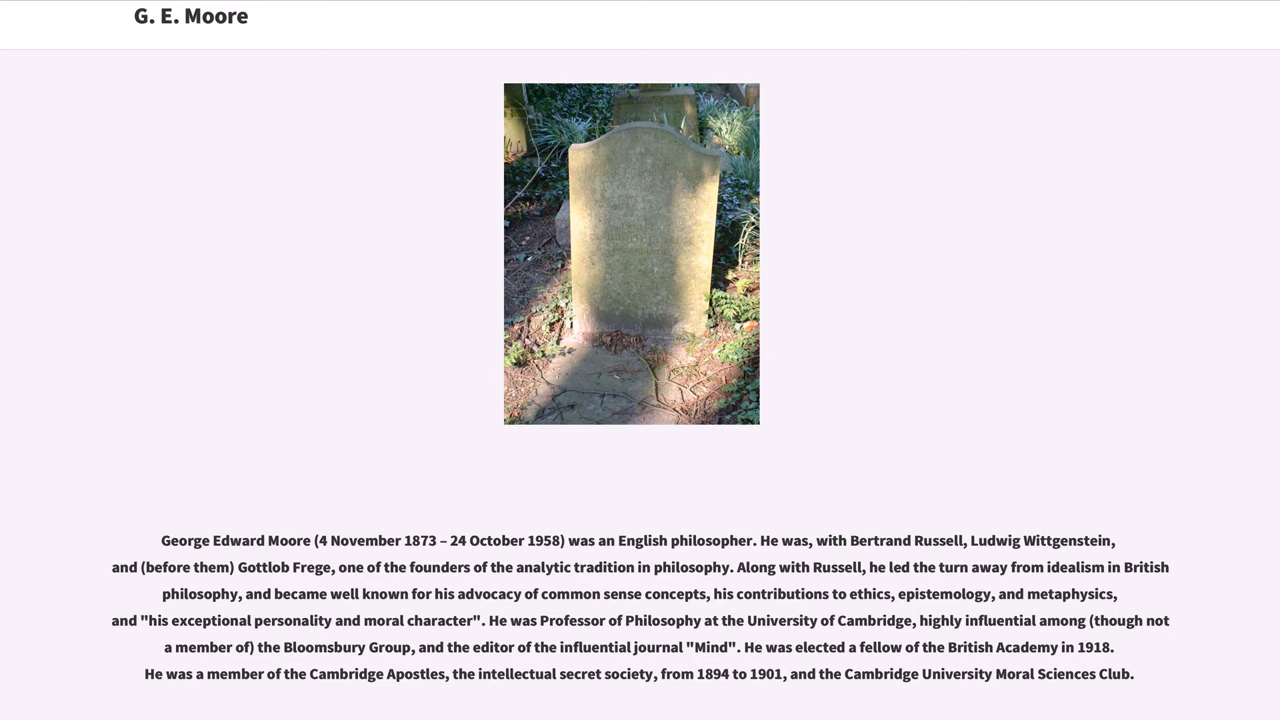 G. E. Moore
George Edward Moore (4 November 1873 – 24 October 1958) was an English philosopher. He was, with Bertrand Russell, Ludwig Wittgenstein,
and (before them) Gottlob Frege, one of the founders of the analytic tradition in philosophy. Along with Russell, he led the turn away from idealism in British
philosophy, and became well known for his advocacy of common sense concepts, his contributions to ethics, epistemology, and metaphysics,
and "his exceptional personality and moral character". He was Professor of Philosophy at the University of Cambridge, highly influential among (though not
a member of) the Bloomsbury Group, and the editor of the influential journal "Mind". He was elected a fellow of the British Academy in 1918.
He was a member of the Cambridge Apostles, the intellectual secret society, from 1894 to 1901, and the Cambridge University Moral Sciences Club.